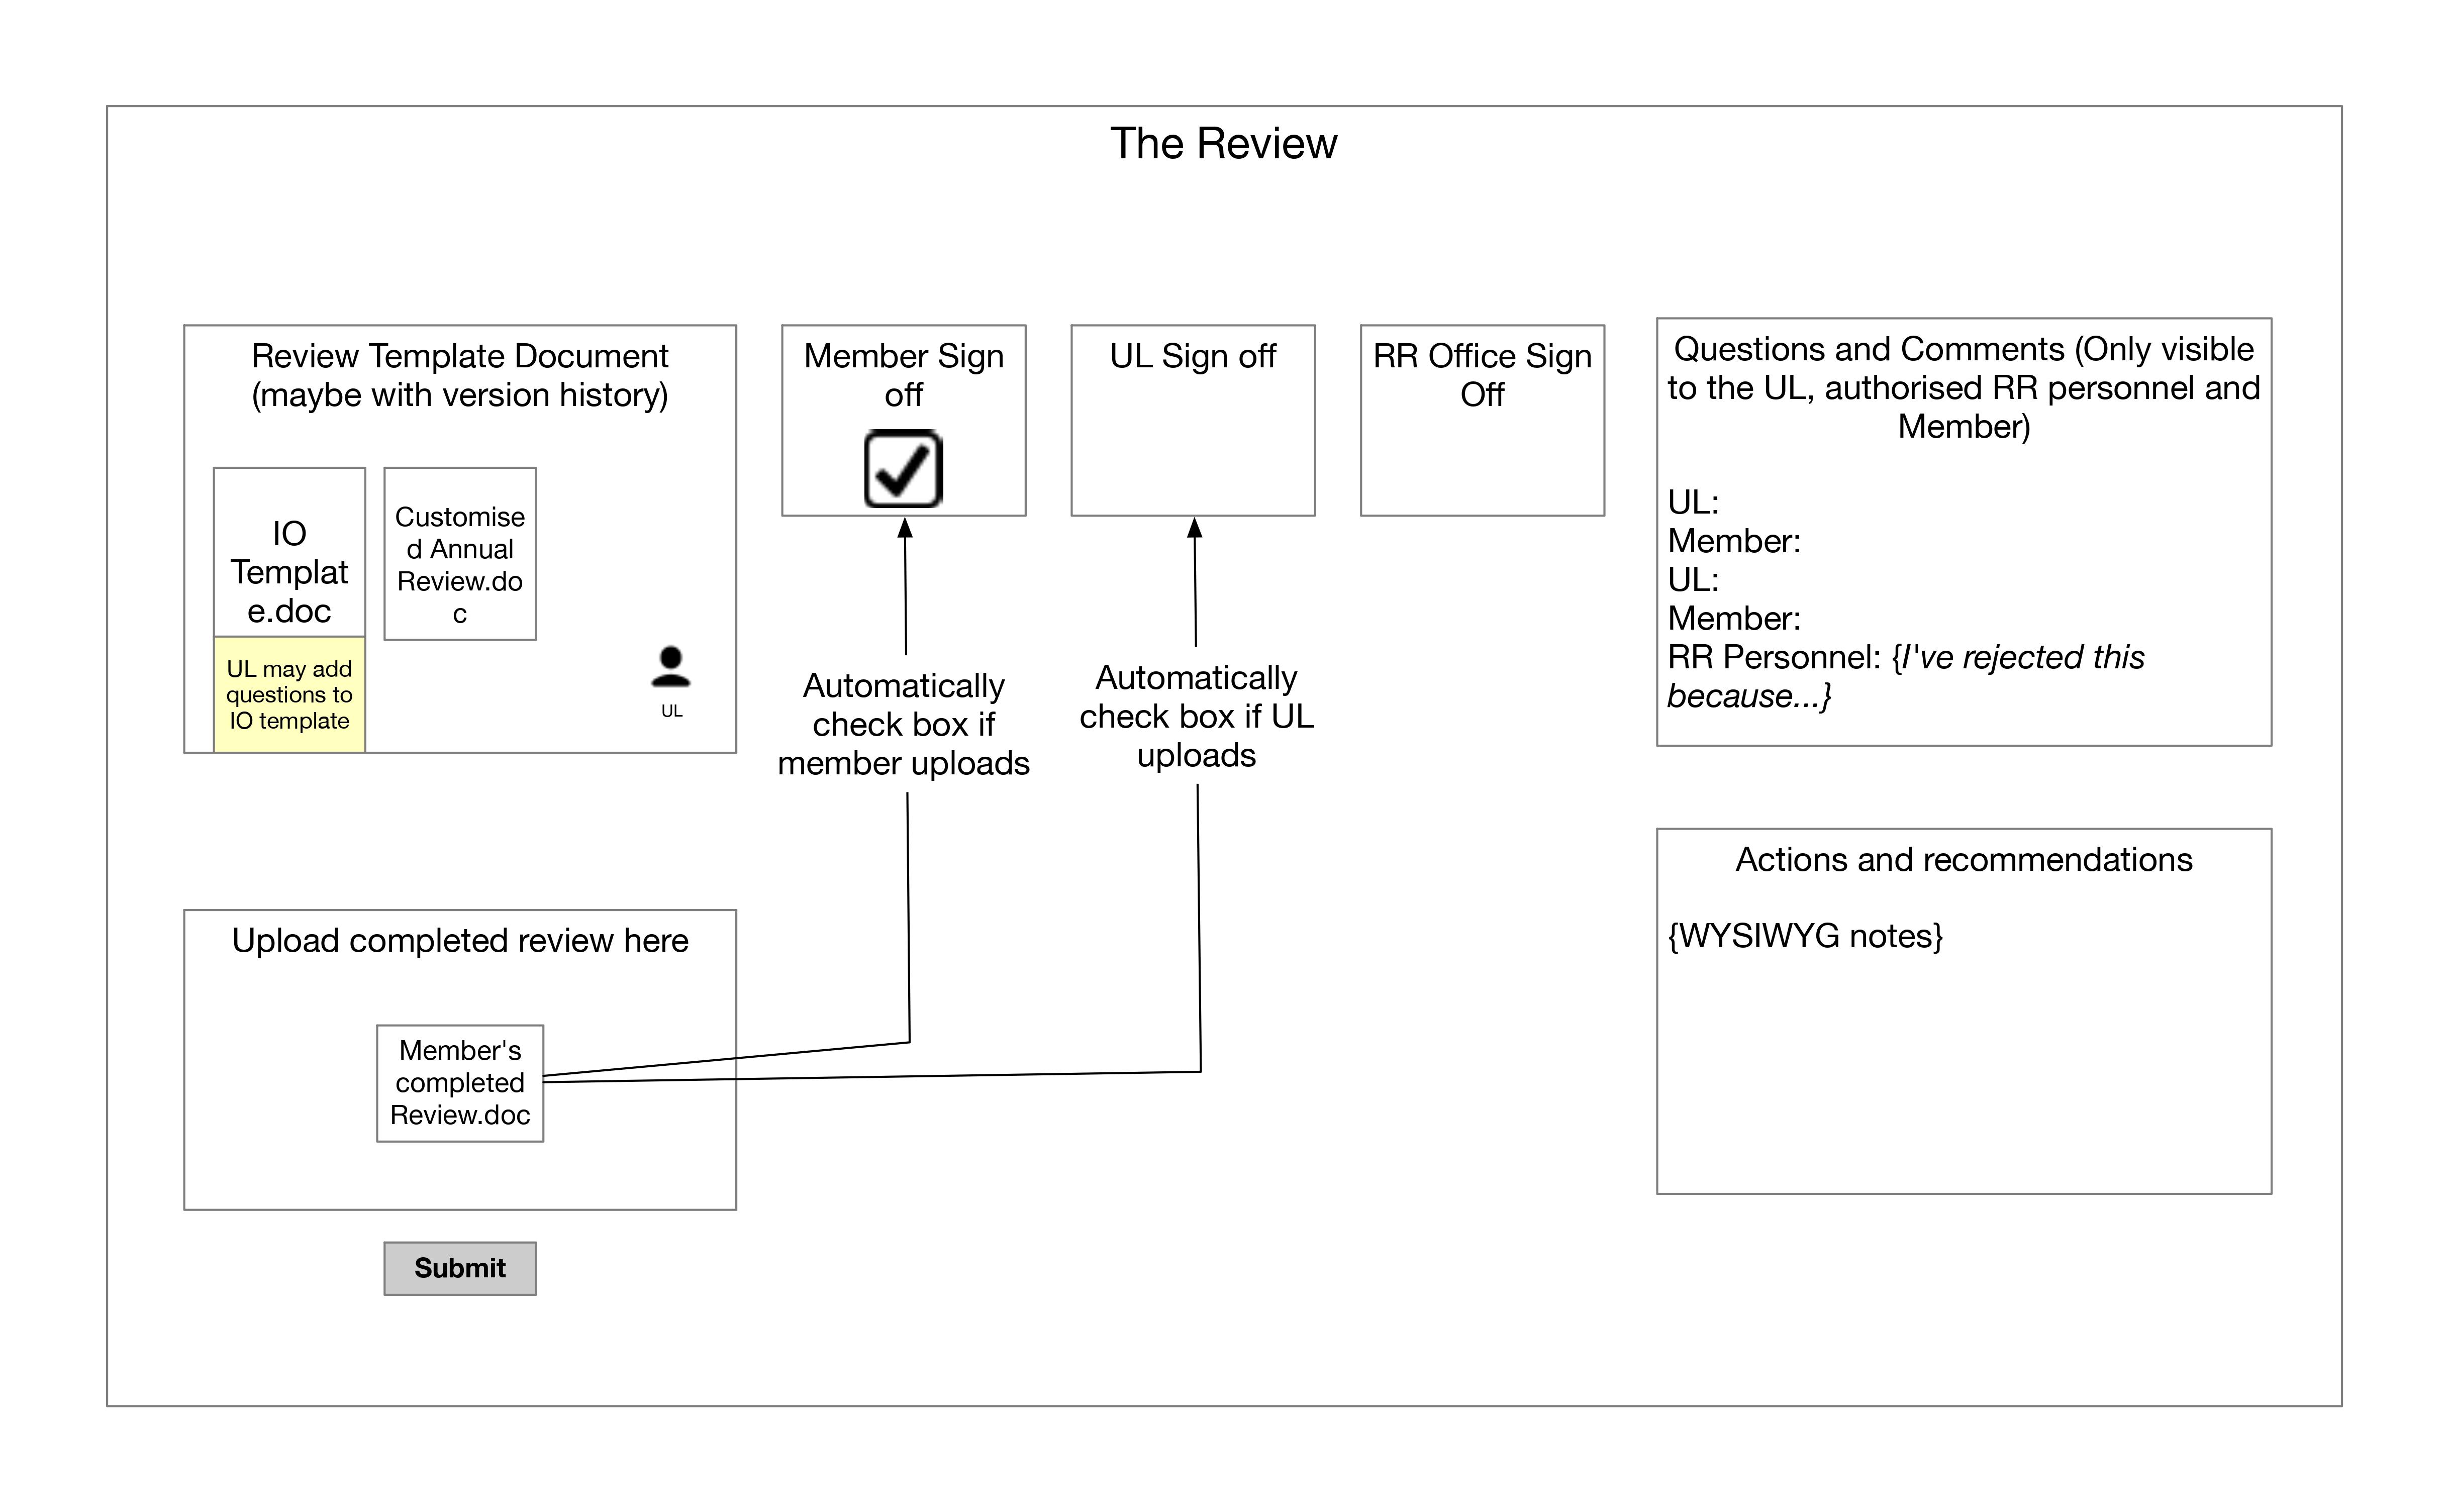 The Review
Review Template Document
(maybe with version history)
IO
Templat
e.doc
Customise
d Annual
Review.do
c
UL may add
questions to
IO template
UL
Member Sign
off
UL Sign off
RR Office Sign
Off
Automatically
check box if
member uploads
Automatically
check box if UL
uploads
Questions and Comments (Only visible
to the UL, authorised RR personnel and
Member)
UL:
Member:
UL:
Member:
RR Personnel: {I've rejected this
because...}
Upload completed review here
Member's
completed
Review.doc
Submit
Actions and recommendations
{WYSIWYG notes}